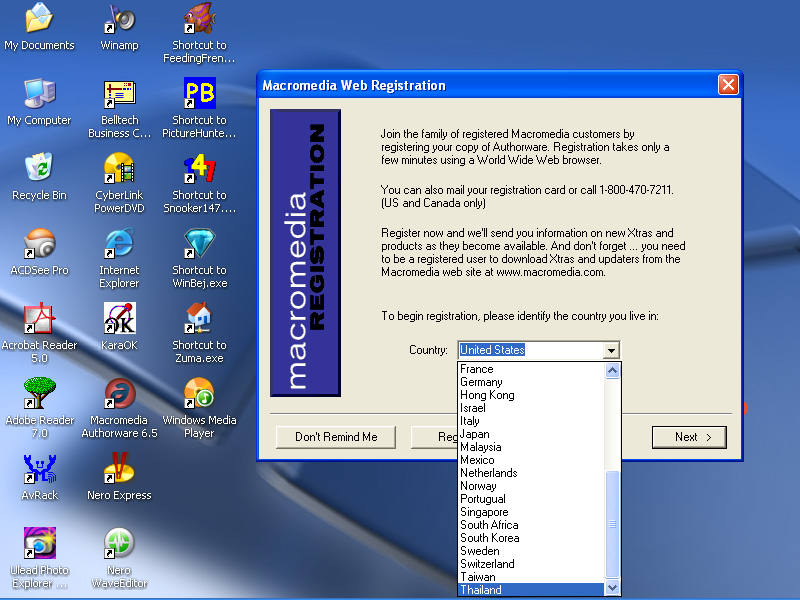 My Documents
Winamp
Shortcut to
FeedingFren...
My Computer
Belltech
Business C...
PB
Shortcut to
PictureHunte...
Recycle Bin
CyberLink
PowerDVD
147
Shortcut to
Snooker147....
ACDSee Pro
Internet
Explorer
Shortcut to
WinBej.exe
Acrobat Reader
5.0
OK
KaraOK
Shortcut to
Zuma.exe
Adobe Reader
7.0
Macromedia
Authorware 6.5
Windows Media
Player
AvRack
Nero Express
Ulead Photo
Explorer ...
Nero
WaveEditor
Macromedia Web Registration
macromedia
REGISTRATION
Join the family of registered Macromedia customers by
registering your copy of Authorware. Registration takes only a
few minutes using a World Wide Web browser.
You can also mail your registration card or call 1-800-470-7211.
(US and Canada only)
Register now and we'll send you information on new Xtras and
products as they become available. And don't forget ... you need
to be a registered user to download Xtras and updaters from the
Macromedia web site at www.macromedia.com.
To begin registration, please identify the country you live in:
Country: United States
France
Germany
Hong Kong
Israel
Italy
Japan
Malaysia
Mexico
Netherlands
Norway
Portugual
Singapore
South Africa
South Korea
Sweden
Switzerland
Taiwan
Thailand
Don't Remind Me
Next >